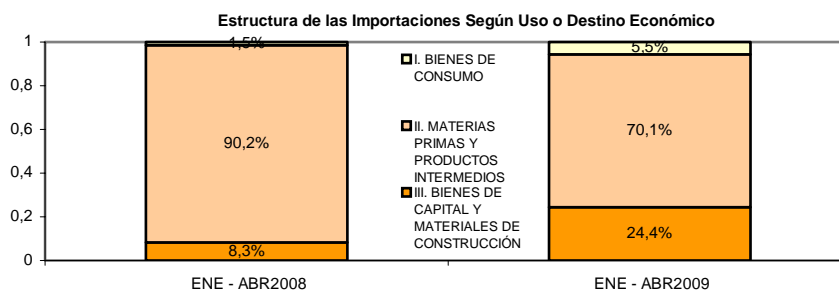 Estructura de las Importaciones Según Uso o Destino Económico
1
0,8
0,6
0,4
0,2
0
1,5%
90,2%
8,3%
I. BIENES DE
CONSUMO
II. MATERIAS
PRIMAS Y
PRODUCTOS
INTERMEDIOS
III. BIENES DE
CAPITAL Y
MATERIALES DE
CONSTRUCCIÓN
5,5%
70,1%
24,4%
ENE - ABR2008
ENE - ABR2009